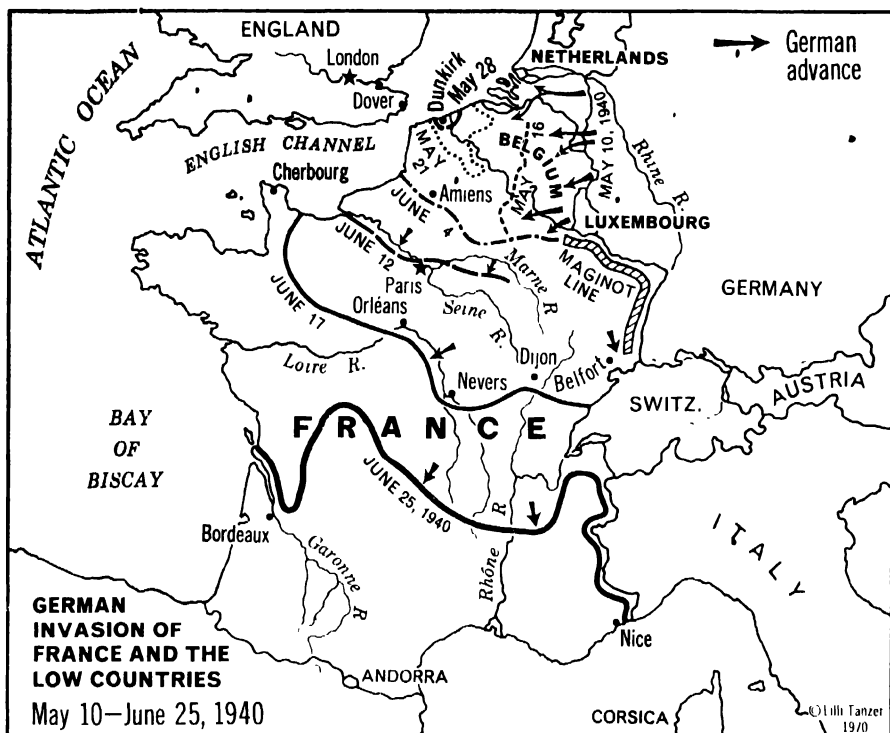 ENGLAND
London
Dover
ATLANTIC OCEAN
ENGLISH CHANNEL
Cherbourg
Dunkirk
May 28
NETHERLANDS
German
advance
MAY 10, 1940
Rhine R.
MAY 16
BELGIUM
MAY 21
Amiens
JUNE 4
LUXEMBOURG
JUNE 12
Paris
Marne R
MAGINOT
LINE
GERMANY
JUNE 17
Orléans
Seine R.
Loire R.
Dijon
Belfort
Nevers
SWITZ.
AUSTRIA
BAY
OF
BISCAY
FRANCE
JUNE 25, 1940
Bordeaux
Garonne R
Rhône R
ITALY
Nice
ANDORRA
CORSICA
GERMAN
INVASION OF
FRANCE AND THE
LOW COUNTRIES
May 10—June 25, 1940
© Lilli Tanzer
1970